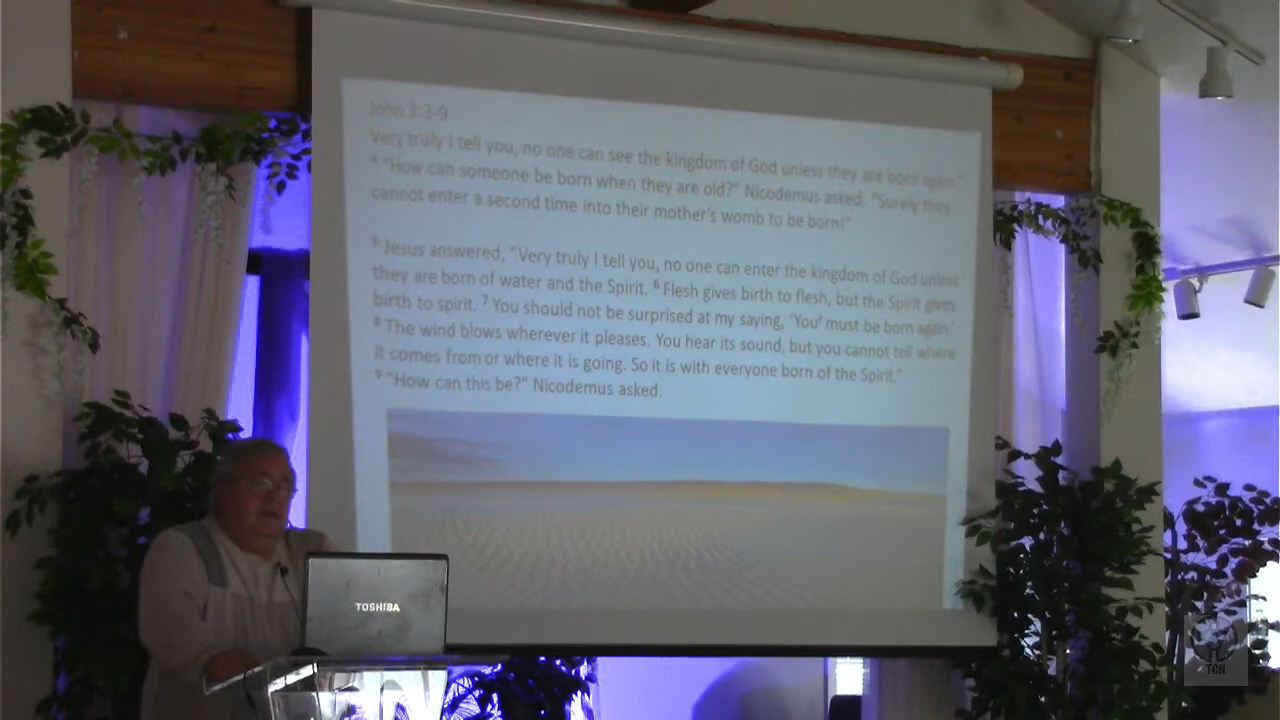 John 3:3-9
Very truly I tell you, no one can see the kingdom of God unless they are born again."
⁴ "How can someone be born when they are old?" Nicodemus asked. "Surely they
cannot enter a second time into their mother's womb to be born!"
⁵ Jesus answered, "Very truly I tell you, no one can enter the kingdom of God unless
they are born of water and the Spirit. ⁶ Flesh gives birth to flesh, but the Spirit gives
birth to spirit. ⁷ You should not be surprised at my saying, 'You must be born again.'
⁸ The wind blows wherever it pleases. You hear its sound, but you cannot tell where
it comes from or where it is going. So it is with everyone born of the Spirit."
⁹ "How can this be?" Nicodemus asked.
TOSHIBA
TGN